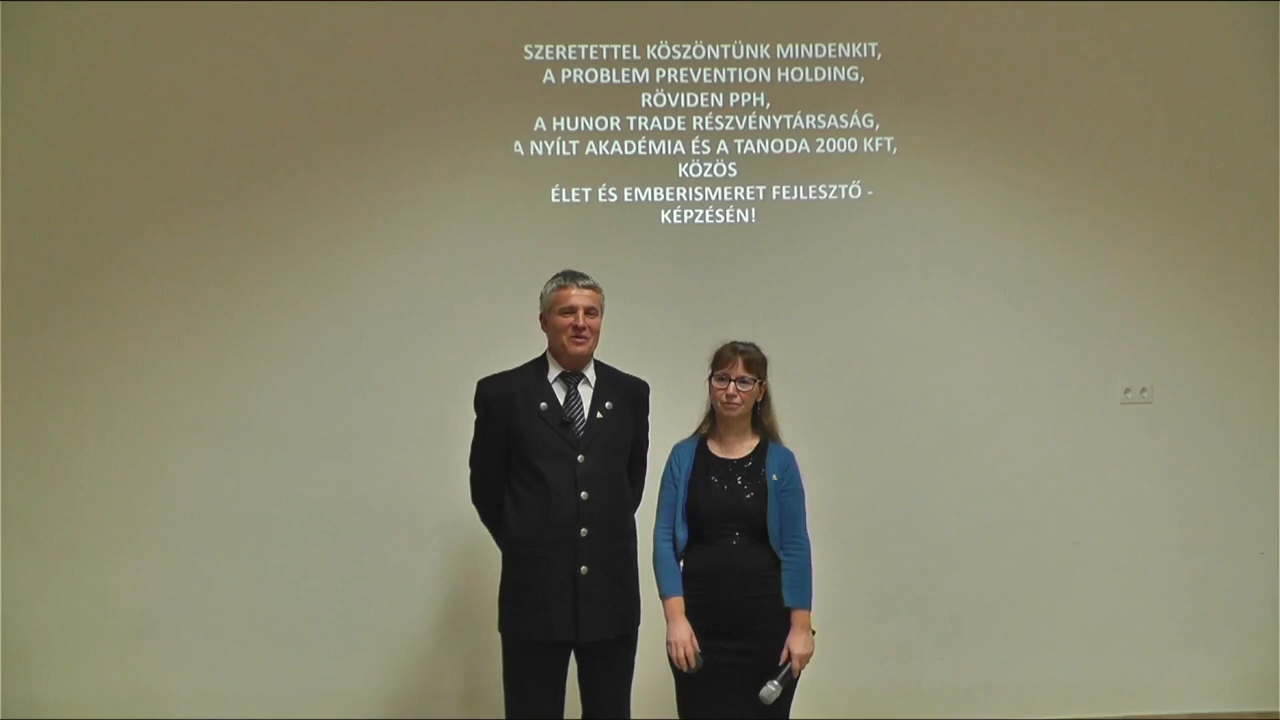 SZERETETTEL KÖSZÖNTÜNK MINDENKIT,
A PROBLEM PREVENTION HOLDING,
RÖVIDEN PPH,
A HUNOR TRADE RÉSZVÉNYTÁRSASÁG,
A NYÍLT AKADÉMIA ÉS A TANODA 2000 KFT,
KÖZÖS
ÉLET ÉS EMBERISMERET FEJLESZTŐ -
KÉPZÉSÉN!